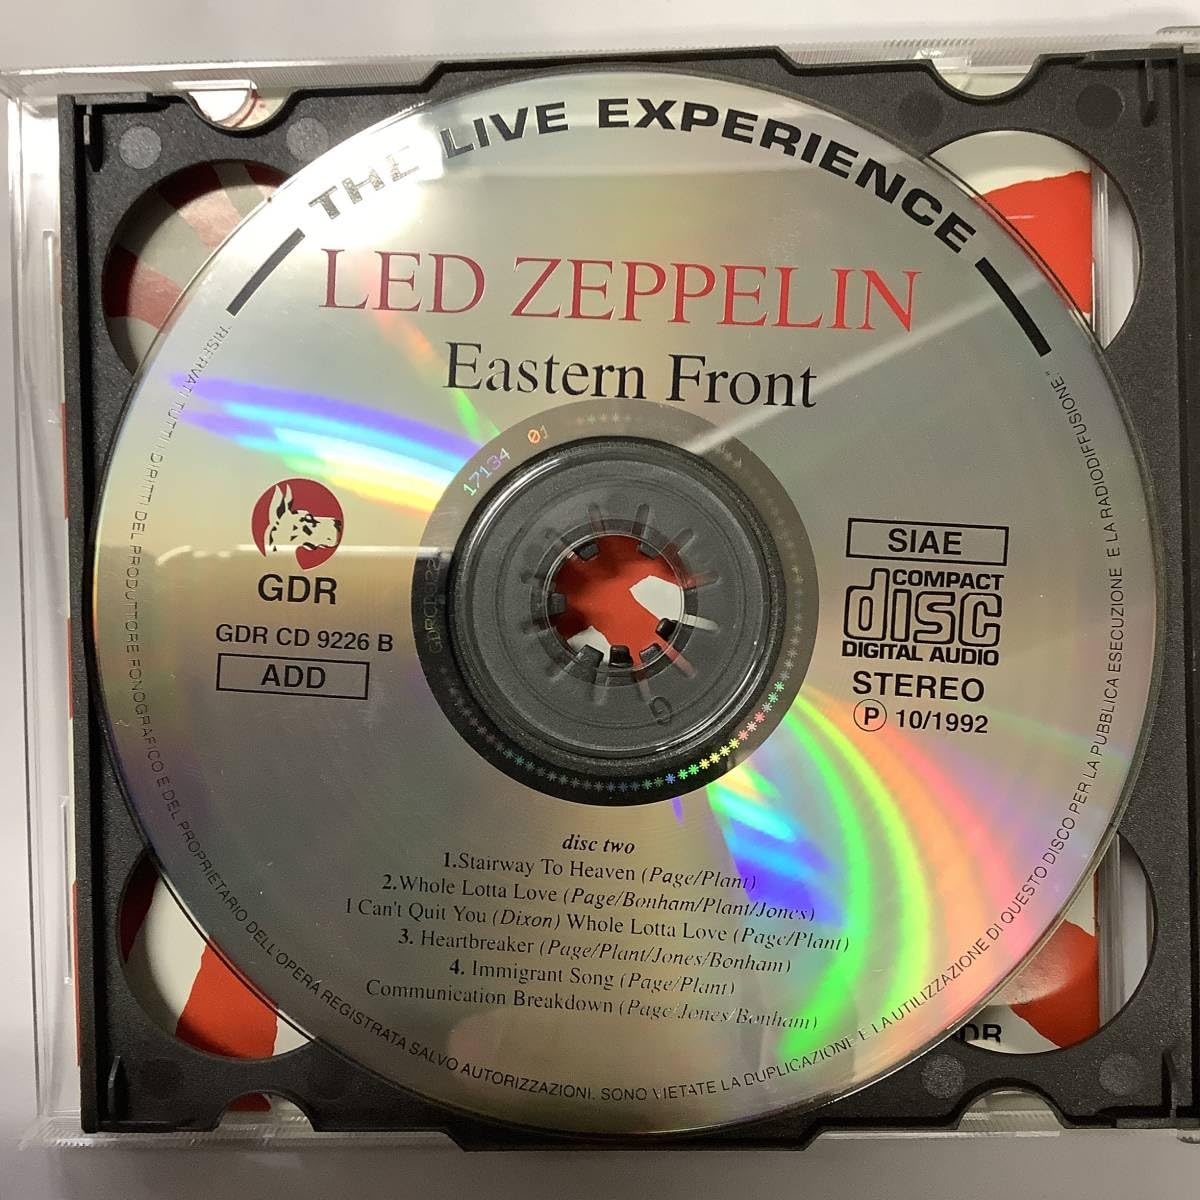 THE LIVE EXPERIENCE
LED ZEPPELIN
Eastern Front
17134 01
GDR
GDR CD 9226 B
ADD
SIAE
COMPACT
disc
DIGITAL AUDIO
STEREO
Ⓟ 10/1992
disc two
1.Stairway To Heaven (Page/Plant)
2.Whole Lotta Love (Page/Bonham/Plant/Jones)
I Can't Quit You (Dixon) Whole Lotta Love (Page/Plant)
3. Heartbreaker (Page/Plant/Jones/Bonham)
4. Immigrant Song (Page/Plant)
Communication Breakdown (Page/Jones/Bonham)
"RISERVATI TUTTI I DIRITTI DEL PRODUTTORE FONOGRAFICO E DEL PROPRIETARIO DELL'OPERA REGISTRATA SALVO AUTORIZZAZIONI. SONO VIETATE LA DUPLICAZIONE E LA UTILIZZAZIONE DI QUESTO DISCO PER LA PUBBLICA ESECUZIONE E LA RADIODIFFUSIONE."